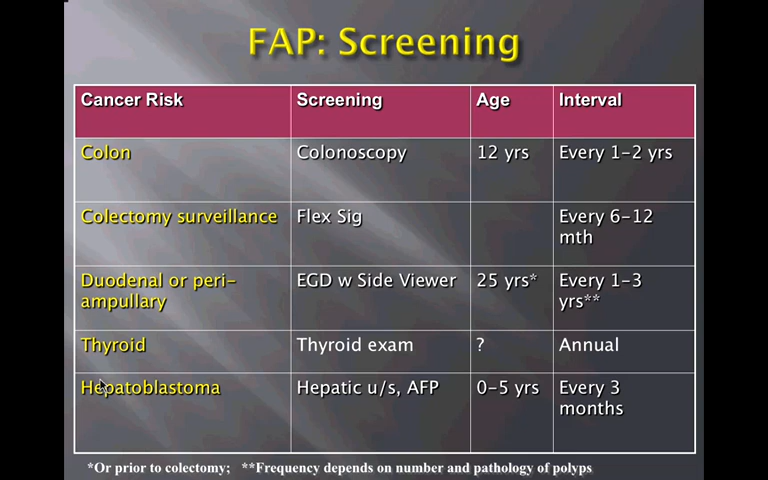 FAP: Screening
Cancer Risk Screening Age Interval
Colon Colonoscopy 12 yrs Every 1-2 yrs
Colectomy surveillance Flex Sig Every 6-12
mth
Duodenal or peri- EGD w Side Viewer 25 yrs* Every 1-3
ampullary yrs**
Thyroid Thyroid exam ? Annual
Hepatoblastoma Hepatic u/s, AFP 0-5 yrs Every 3
months
*Or prior to colectomy; **Frequency depends on number and pathology of polyps